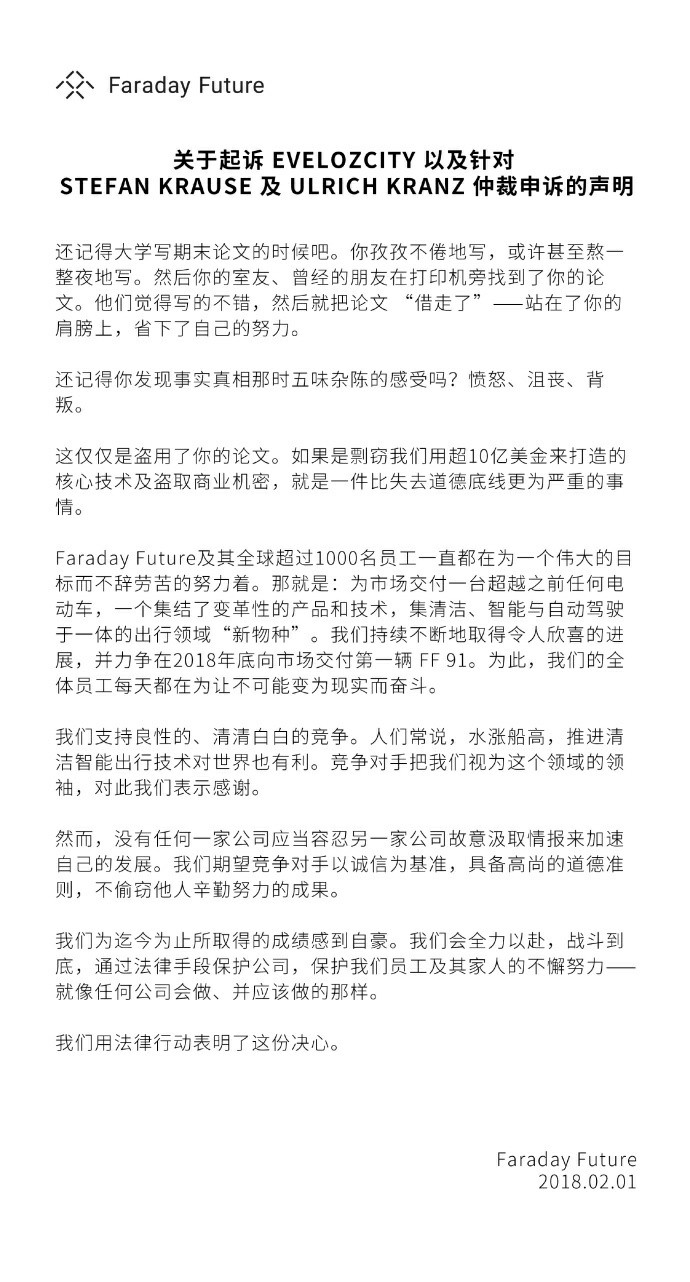 Faraday Future
关于起诉 EVELOZCITY 以及针对
STEFAN KRAUSE 及 ULRICH KRANZ 仲裁申诉的声明
还记得大学写期末论文的时候吧。你孜孜不倦地写，或许甚至熬一
整夜地写。然后你的室友、曾经的朋友在打印机旁找到了你的论
文。他们觉得写的不错，然后就把论文 “借走了” ——站在了你的
肩膀上，省下了自己的努力。
还记得你发现事实真相那时五味杂陈的感受吗？愤怒、沮丧、背
叛。
这仅仅是盗用了你的论文。如果是剽窃我们用超10亿美金来打造的
核心技术及盗取商业机密，就是一件比失去道德底线更为严重的事
情。
Faraday Future及其全球超过1000名员工一直都在为一个伟大的目
标而不辞劳苦的努力着。那就是：为市场交付一台超越之前任何电
动车，一个集结了变革性的产品和技术，集清洁、智能与自动驾驶
于一体的出行领域“新物种”。我们持续不断地取得令人欣喜的进
展，并力争在2018年底向市场交付第一辆 FF 91。为此，我们的全
体员工每天都在为让不可能变为现实而奋斗。
我们支持良性的、清清白白的竞争。人们常说，水涨船高，推进清
洁智能出行技术对世界也有利。竞争对手把我们视为这个领域的领
袖，对此我们表示感谢。
然而，没有任何一家公司应当容忍另一家公司故意汲取情报来加速
自己的发展。我们期望竞争对手以诚信为基准，具备高尚的道德准
则，不偷窃他人辛勤努力的成果。
我们为迄今为止所取得的成绩感到自豪。我们会全力以赴，战斗到
底，通过法律手段保护公司，保护我们员工及其家人的不懈努力——
就像任何公司会做、并应该做的那样。
我们用法律行动表明了这份决心。
Faraday Future
2018.02.01